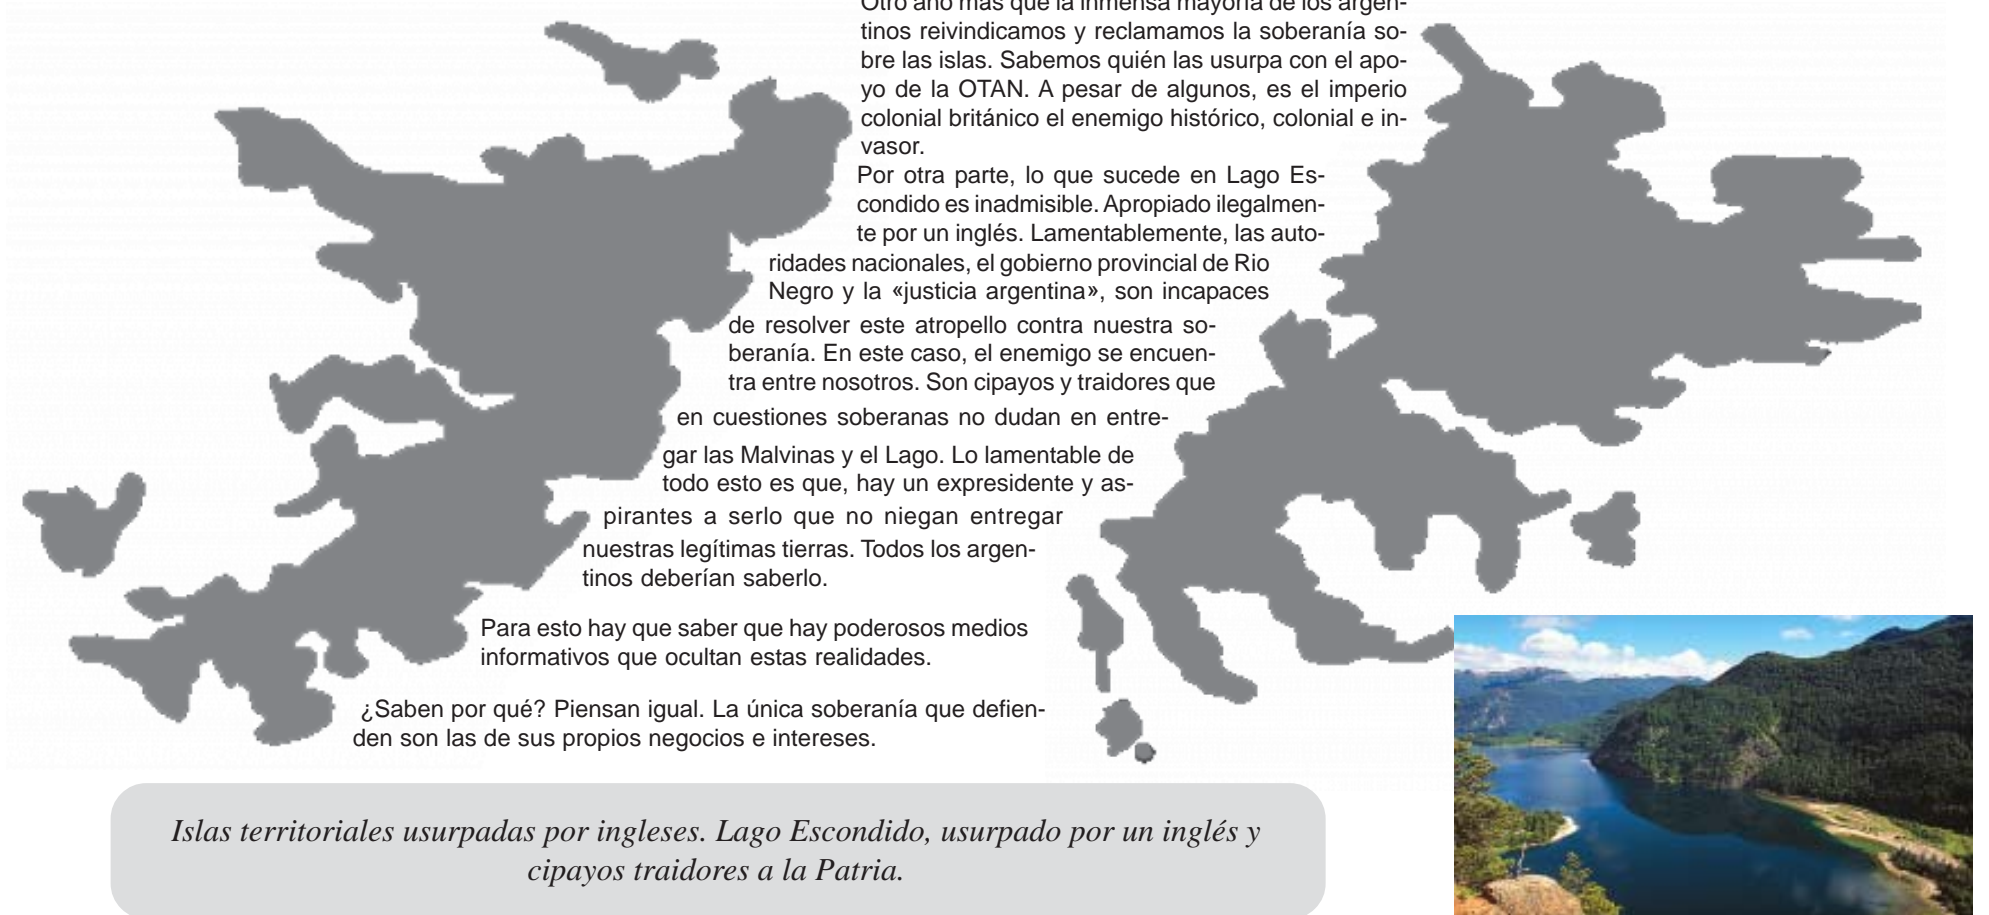 Otro año más que la inmensa mayoría de los argen-
tinos reivindicamos y reclamamos la soberanía so-
bre las islas. Sabemos quién las usurpa con el apo-
yo de la OTAN. A pesar de algunos, es el imperio
colonial británico el enemigo histórico, colonial e in-
vasor.
Por otra parte, lo que sucede en Lago Es-
condido es inadmisible. Apropiado ilegalmen-
te por un inglés. Lamentablemente, las auto-
ridades nacionales, el gobierno provincial de Rio
Negro y la «justicia argentina», son incapaces
de resolver este atropello contra nuestra so-
beranía. En este caso, el enemigo se encuen-
tra entre nosotros. Son cipayos y traidores que
en cuestiones soberanas no dudan en entre-
gar las Malvinas y el Lago. Lo lamentable de
todo esto es que, hay un expresidente y as-
pirantes a serlo que no niegan entregar
nuestras legítimas tierras. Todos los argen-
tinos deberían saberlo.
Para esto hay que saber que hay poderosos medios
informativos que ocultan estas realidades.
¿Saben por qué? Piensan igual. La única soberanía que defien-
den son las de sus propios negocios e intereses.
Islas territoriales usurpadas por ingleses. Lago Escondido, usurpado por un inglés y
cipayos traidores a la Patria.